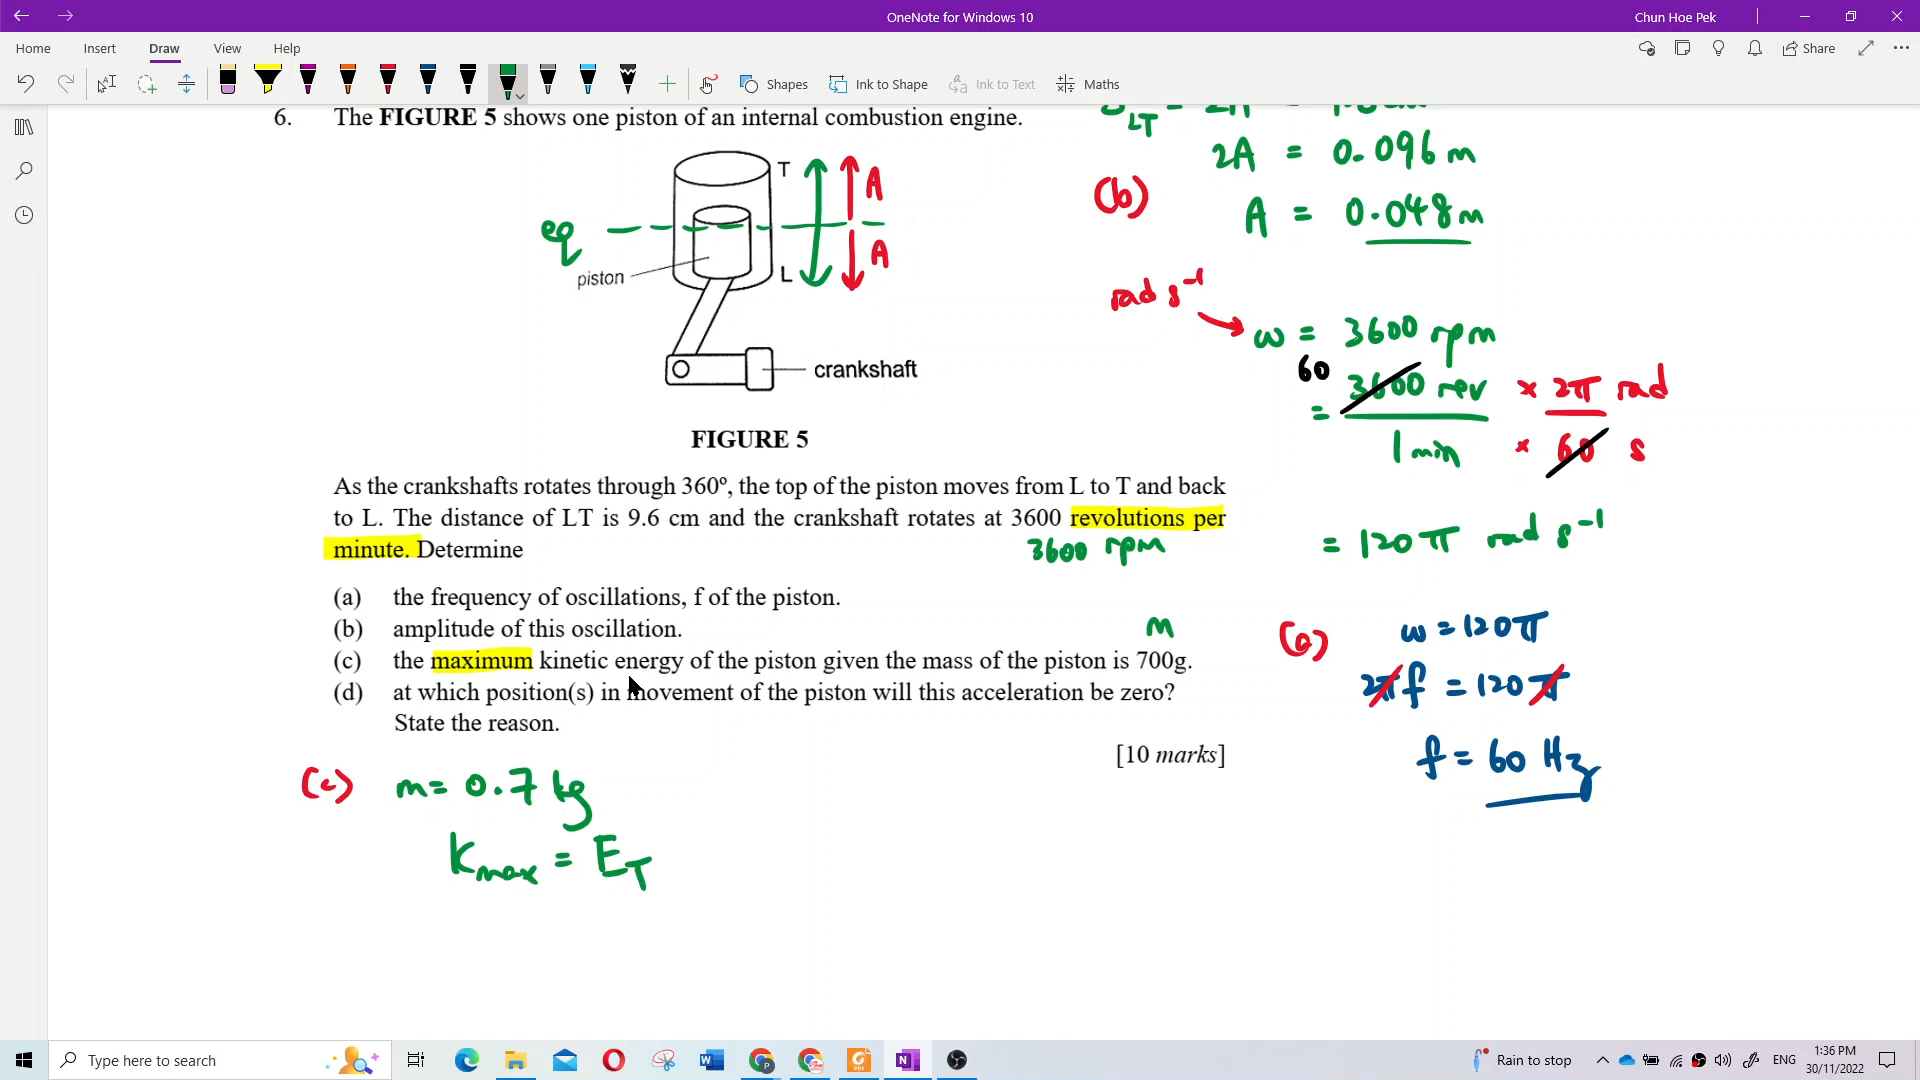 OneNote for Windows 10
Chun Hoe Pek
Home Insert Draw View Help
Share
Shapes Ink to Shape Ink to Text Maths
6. The FIGURE 5 shows one piston of an internal combustion engine.
T
A
eq
A
L
piston
crankshaft
FIGURE 5
As the crankshafts rotates through 360º, the top of the piston moves from L to T and back
to L. The distance of LT is 9.6 cm and the crankshaft rotates at 3600 revolutions per
minute. Determine
3600 rpm
(a) the frequency of oscillations, f of the piston.
(b) amplitude of this oscillation.
m
(c) the maximum kinetic energy of the piston given the mass of the piston is 700g.
(d) at which position(s) in movement of the piston will this acceleration be zero?
State the reason.
[10 marks]
(c) m = 0.7 kg
Kmax = ET
LT = 2A =
2A = 0.096 m
(b)
A = 0.048 m
rad s⁻¹
ω = 3600 rpm
60
= 3600 rev × 2π rad
1 min × 60 s
= 120π rad s⁻¹
(a) ω = 120π
2πf = 120π
f = 60 Hz
Type here to search
Rain to stop
ENG
1:36 PM
30/11/2022